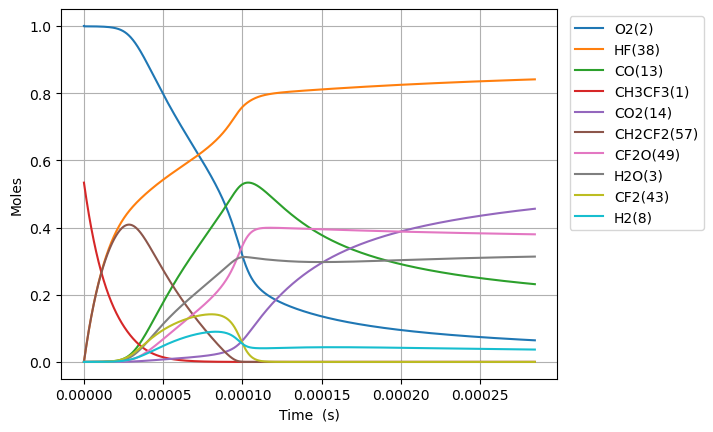 1.0
0.8
0.6
0.4
0.2
0.0
Moles
0.00000 0.00005 0.00010 0.00015 0.00020 0.00025
Time (s)
O2(2)
HF(38)
CO(13)
CH3CF3(1)
CO2(14)
CH2CF2(57)
CF2O(49)
H2O(3)
CF2(43)
H2(8)